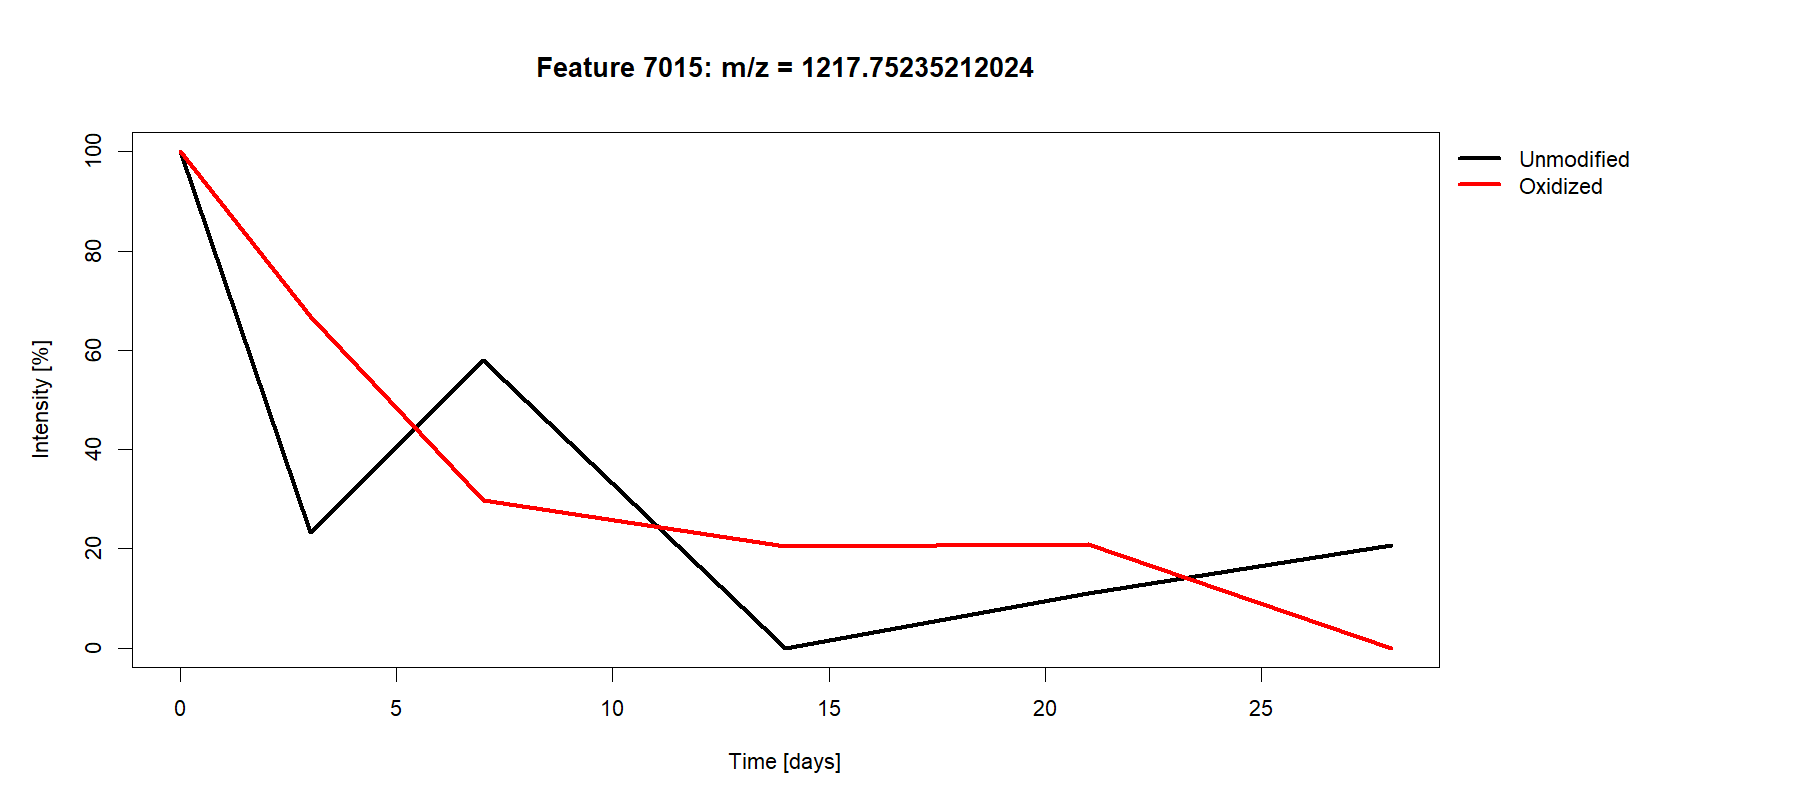 Feature 7015: m/z = 1217.75235212024
Unmodified
Oxidized
Intensity [%]
100
80
60
40
20
0
0 5 10 15 20 25
Time [days]